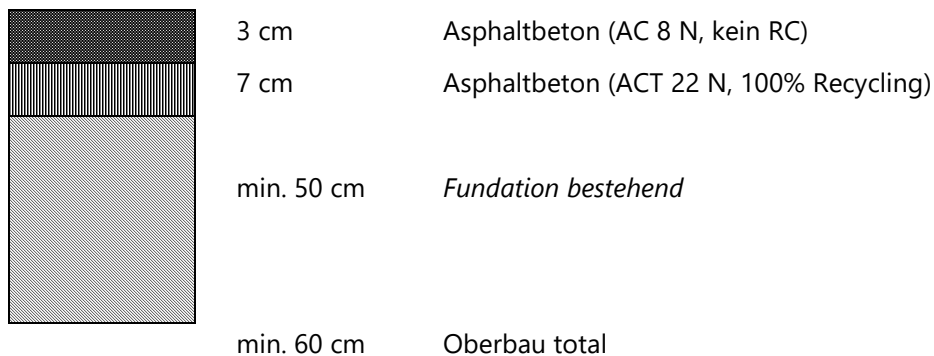 3 cm Asphaltbeton (AC 8 N, kein RC)
7 cm Asphaltbeton (ACT 22 N, 100% Recycling)
min. 50 cm Fundation bestehend
min. 60 cm Oberbau total